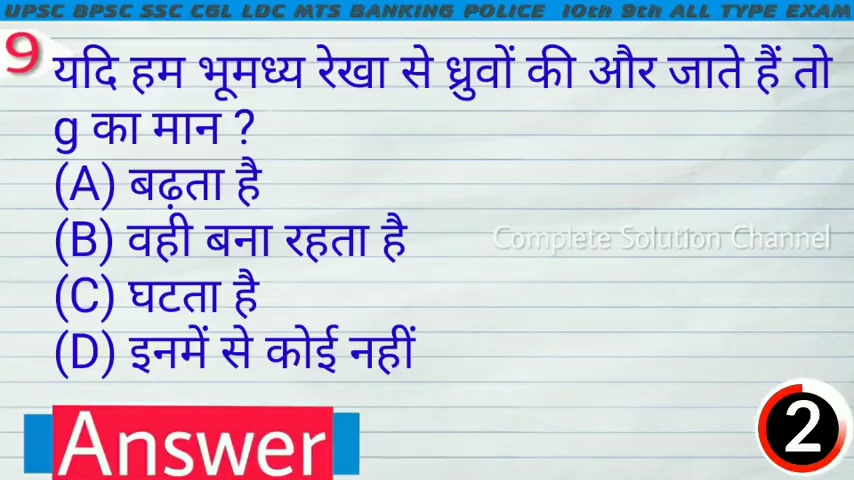 UPSC BPSC SSC CGL LDC MTS BANKING POLICE 10th 9th ALL TYPE EXAM
9
यदि हम भूमध्य रेखा से ध्रुवों की और जाते हैं तो
g का मान ?
(A) बढ़ता है
(B) वही बना रहता है
Complete Solution Channel
(C) घटता है
(D) इनमें से कोई नहीं
Answer
2